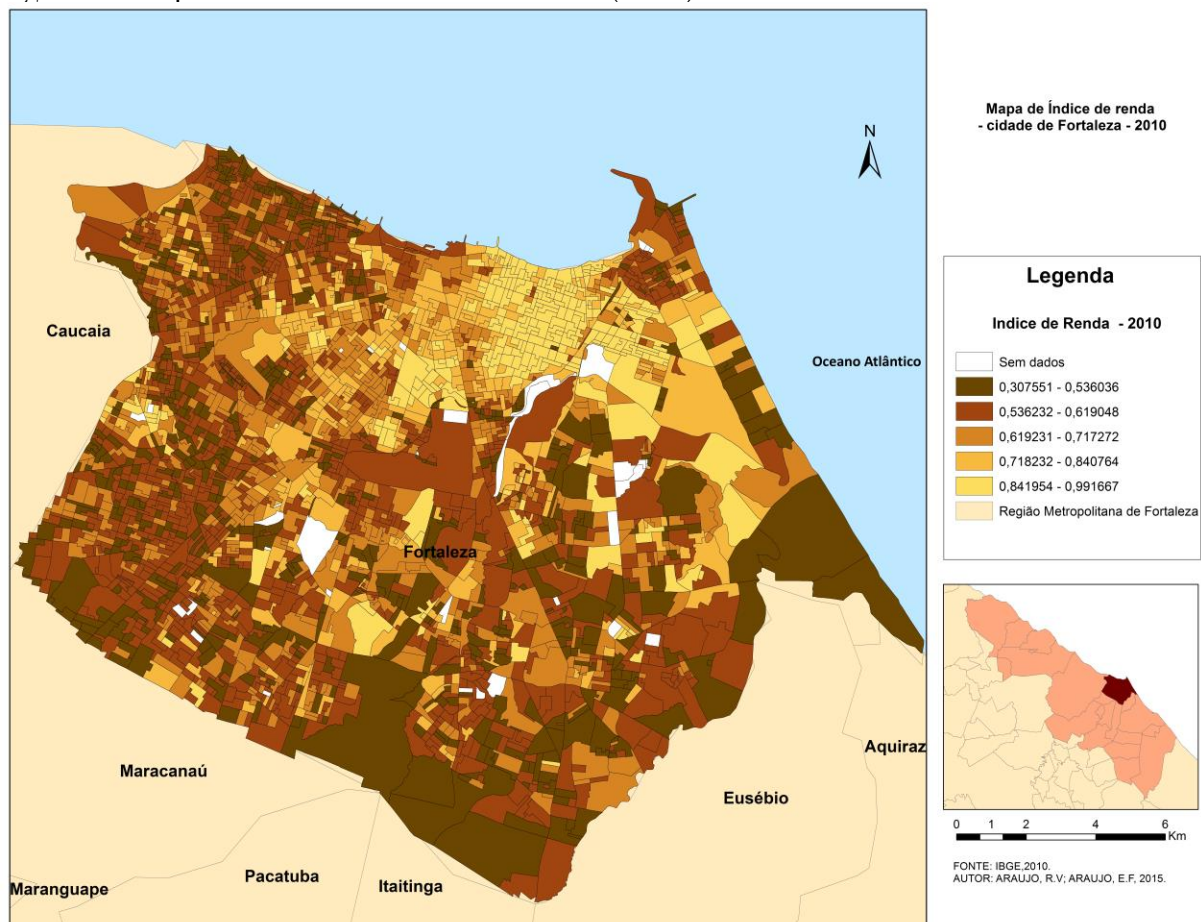 Mapa de Índice de renda
- cidade de Fortaleza - 2010
N
Caucaia
Oceano Atlântico
Fortaleza
Maracanaú
Aquiraz
Eusébio
Pacatuba
Itaitinga
Maranguape
Legenda
Indice de Renda - 2010
Sem dados
0,307551 - 0,536036
0,536232 - 0,619048
0,619231 - 0,717272
0,718232 - 0,840764
0,841954 - 0,991667
Região Metropolitana de Fortaleza
0 1 2 4 6
Km
FONTE: IBGE,2010.
AUTOR: ARAUJO, R.V; ARAUJO, E.F, 2015.